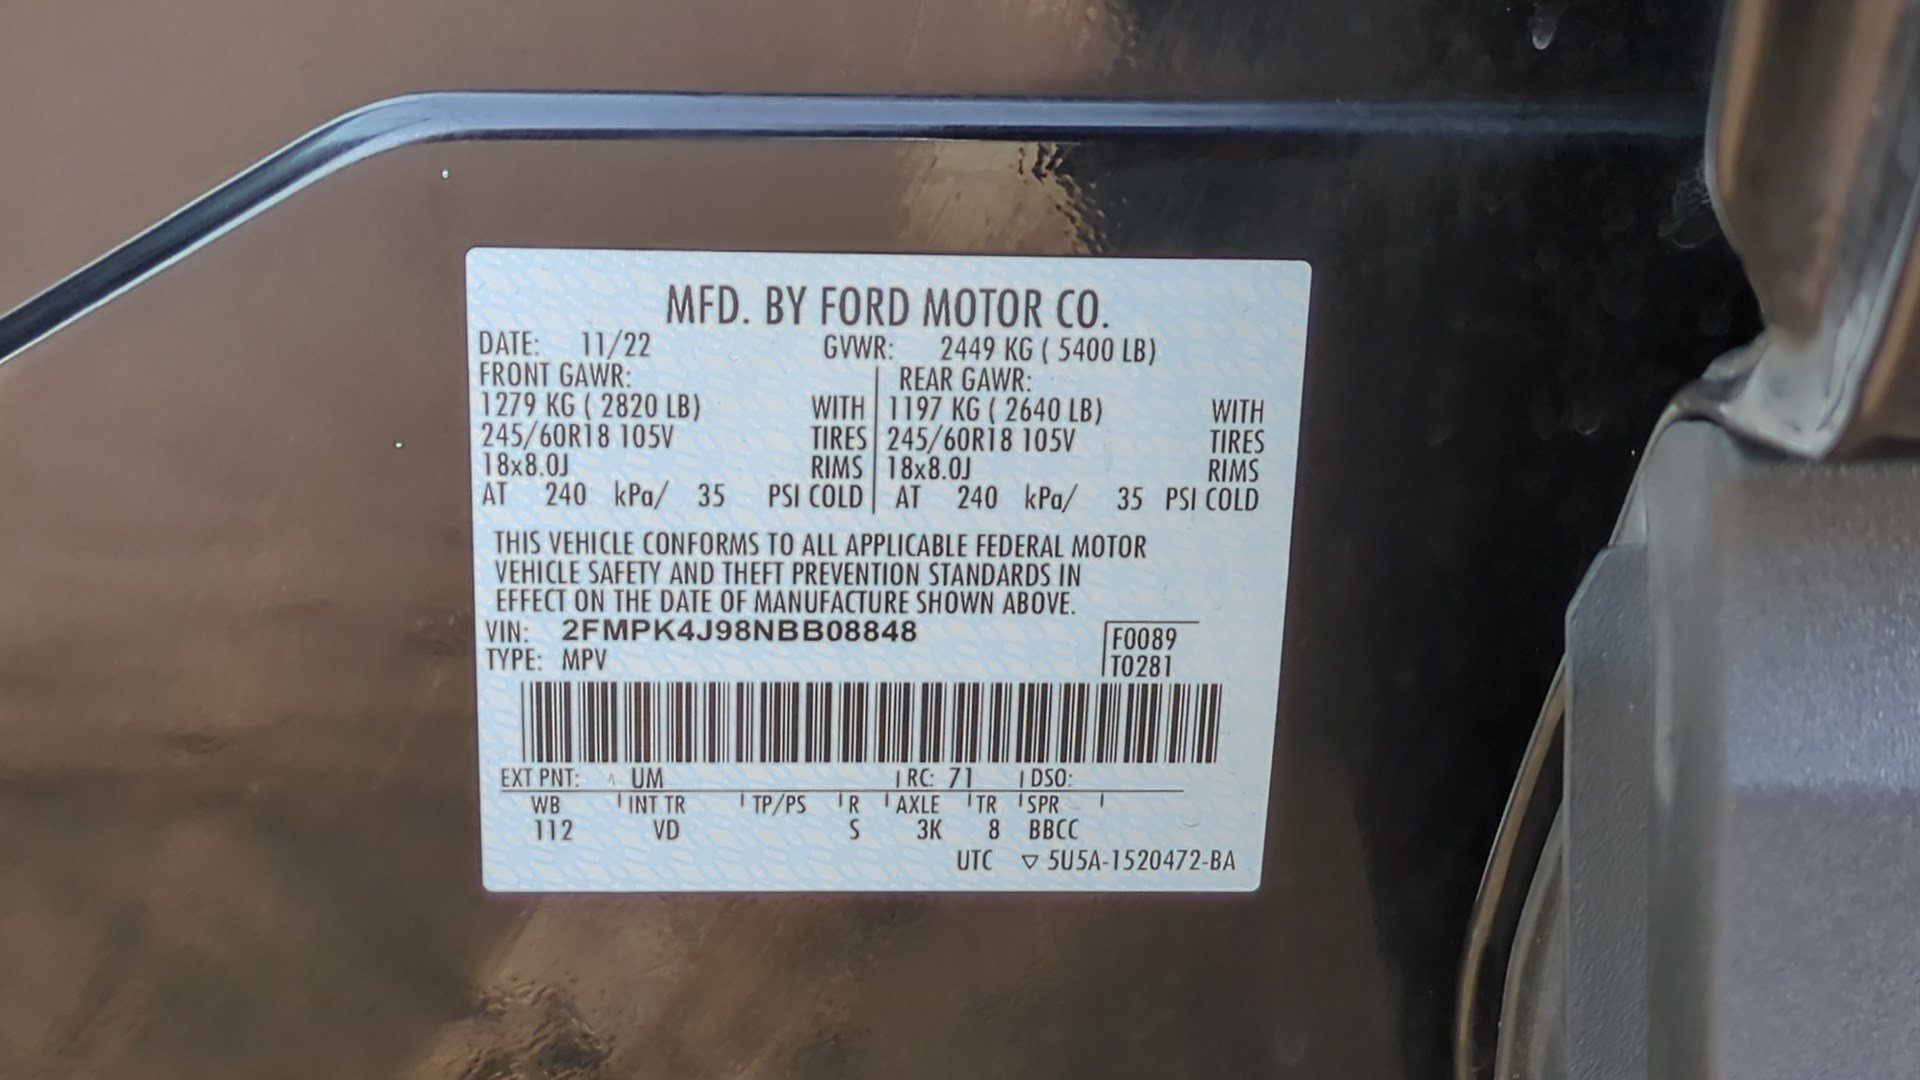 MFD. BY FORD MOTOR CO.
DATE: 11/22 GVWR: 2449 KG ( 5400 LB)
FRONT GAWR: REAR GAWR:
1279 KG ( 2820 LB) WITH 1197 KG ( 2640 LB) WITH
245/60R18 105V TIRES 245/60R18 105V TIRES
18x8.0J RIMS 18x8.0J RIMS
AT 240 kPa/ 35 PSI COLD AT 240 kPa/ 35 PSI COLD
THIS VEHICLE CONFORMS TO ALL APPLICABLE FEDERAL MOTOR
VEHICLE SAFETY AND THEFT PREVENTION STANDARDS IN
EFFECT ON THE DATE OF MANUFACTURE SHOWN ABOVE.
VIN: 2FMPK4J98NBB08848 F0089
TYPE: MPV T0281
EXT PNT: UM RC: 71 DSO:
WB INT TR TP/PS R AXLE TR SPR
112 VD S 3K 8 BBCC
UTC ▽ 5U5A-1520472-BA